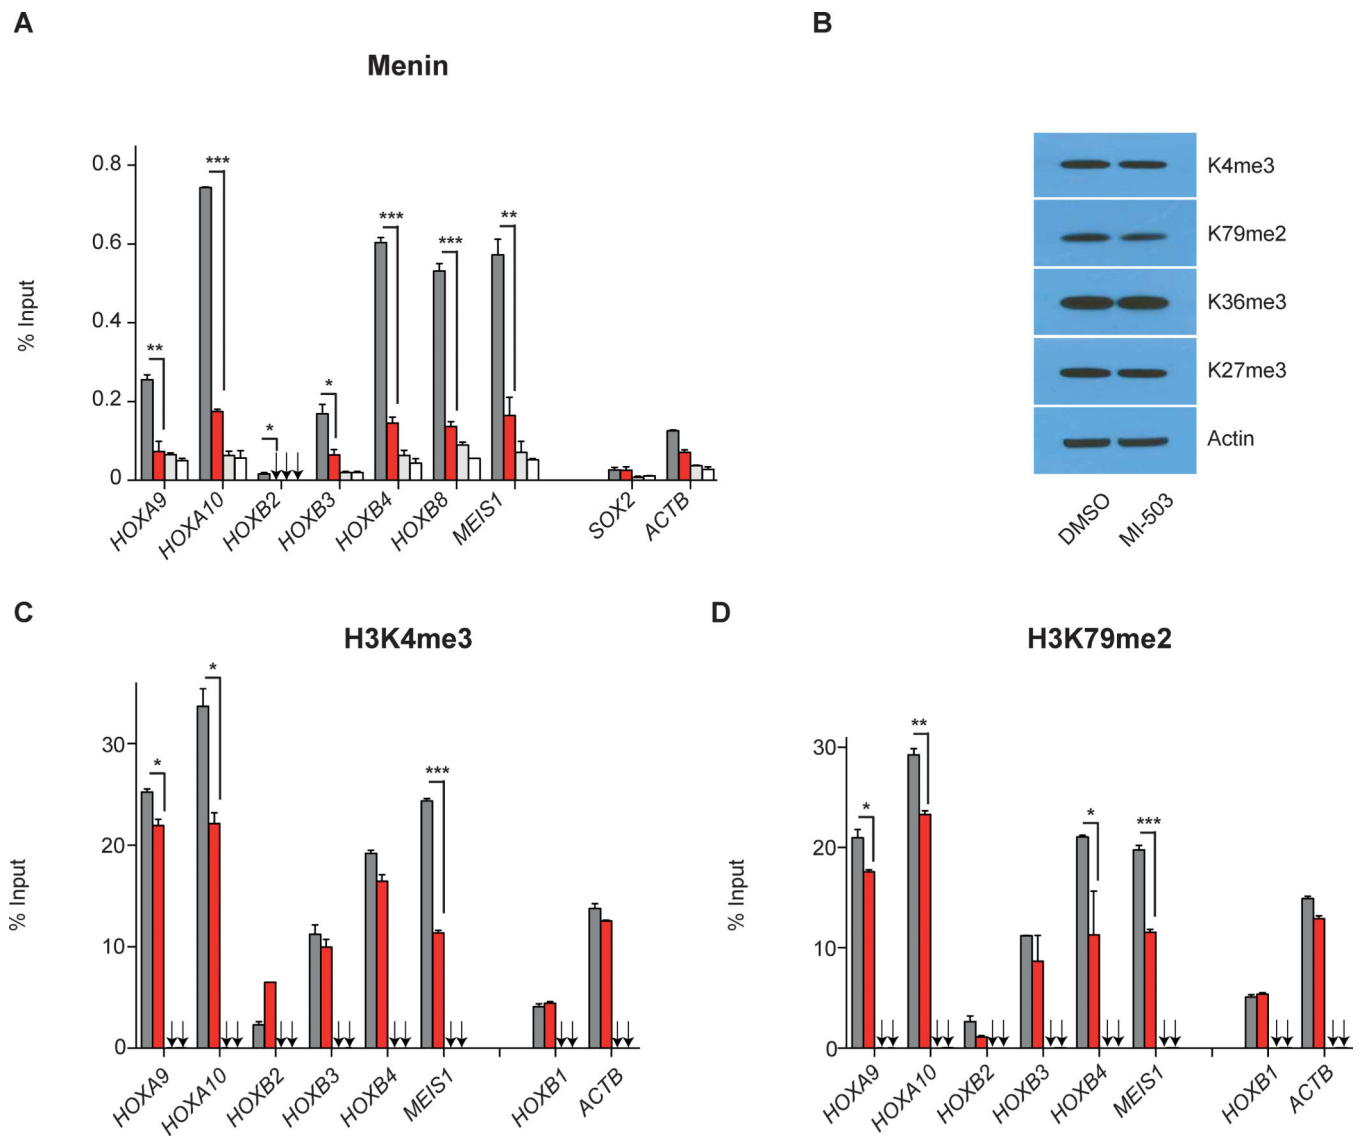 A
Menin
% Input
0.8
0.6
0.4
0.2
0
**
***
*
*
***
***
**
HOXA9
HOXA10
HOXB2
HOXB3
HOXB4
HOXB8
MEIS1
SOX2
ACTB
B
K4me3
K79me2
K36me3
K27me3
Actin
DMSO
MI-503
C
H3K4me3
% Input
30
20
10
0
*
*
***
HOXA9
HOXA10
HOXB2
HOXB3
HOXB4
MEIS1
HOXB1
ACTB
D
H3K79me2
% Input
30
20
10
0
*
**
*
***
HOXA9
HOXA10
HOXB2
HOXB3
HOXB4
MEIS1
HOXB1
ACTB